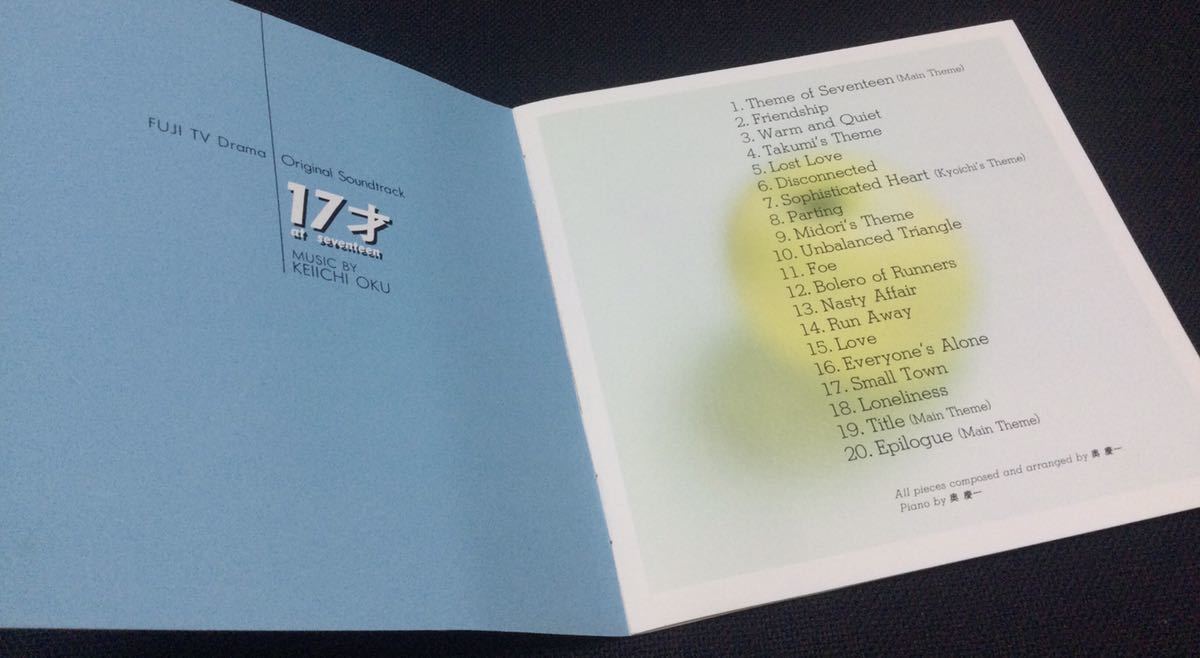 FUJI TV Drama
Original Soundtrack
17才
at seventeen
MUSIC BY
KEIICHI OKU
1. Theme of Seventeen (Main Theme)
2. Friendship
3. Warm and Quiet
4. Takumi's Theme
5. Lost Love
6. Disconnected
7. Sophisticated Heart (Kyoichi's Theme)
8. Parting
9. Midori's Theme
10. Unbalanced Triangle
11. Foe
12. Bolero of Runners
13. Nasty Affair
14. Run Away
15. Love
16. Everyone's Alone
17. Small Town
18. Loneliness
19. Title (Main Theme)
20. Epilogue (Main Theme)
All pieces composed and arranged by 奥 慶一
Piano by 奥 慶一